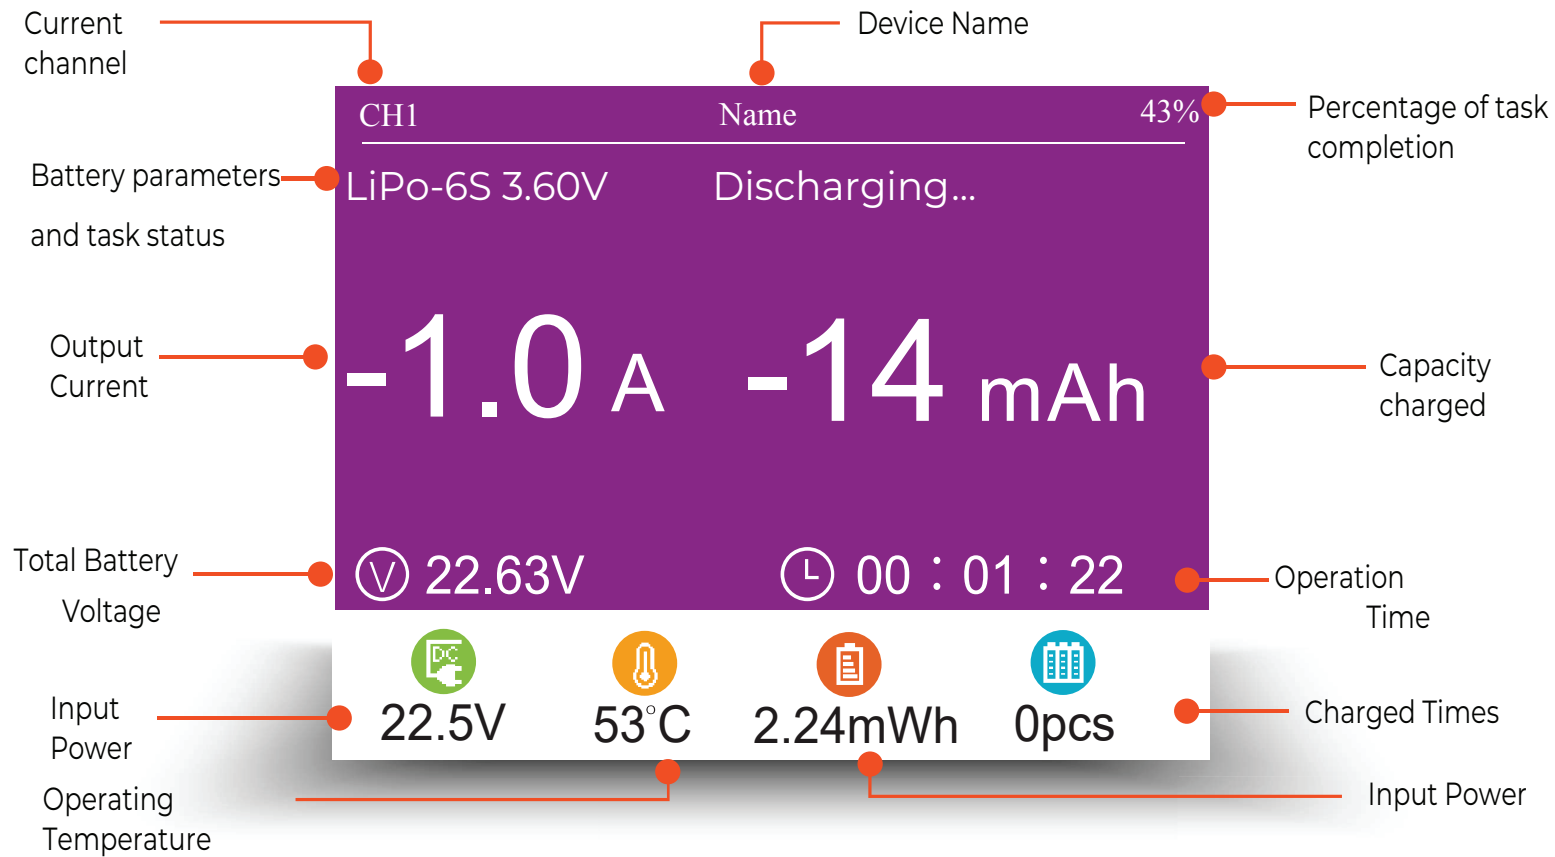 Current
channel
Device Name
CH1
Name
43%
Percentage of task
completion
Battery parameters
and task status
LiPo-6S 3.60V
Discharging...
Output
Current
-1.0 A
-14 mAh
Capacity
charged
Total Battery
Voltage
V 22.63V
00 : 01 : 22
Operation
Time
DC
22.5V
53°C
2.24mWh
0pcs
Input
Power
Charged Times
Operating
Temperature
Input Power